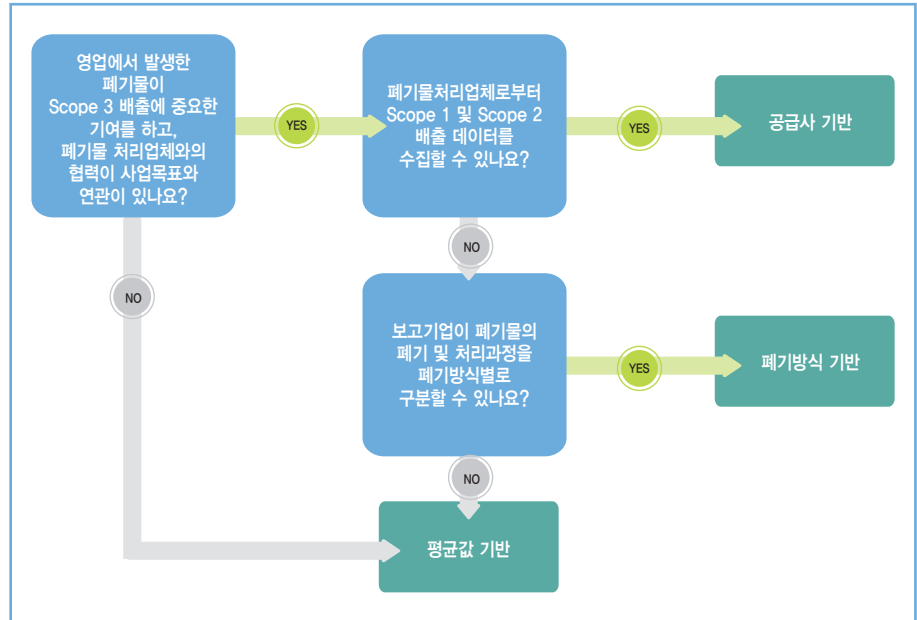 영업에서 발생한
폐기물이
Scope 3 배출에 중요한
기여를 하고,
폐기물 처리업체와의
협력이 사업목표와
연관이 있나요?
YES
폐기물처리업체로부터
Scope 1 및 Scope 2
배출 데이터를
수집할 수 있나요?
YES
공급사 기반
NO
NO
보고기업이 폐기물의
폐기 및 처리과정을
폐기방식별로
구분할 수 있나요?
YES
폐기방식 기반
NO
평균값 기반